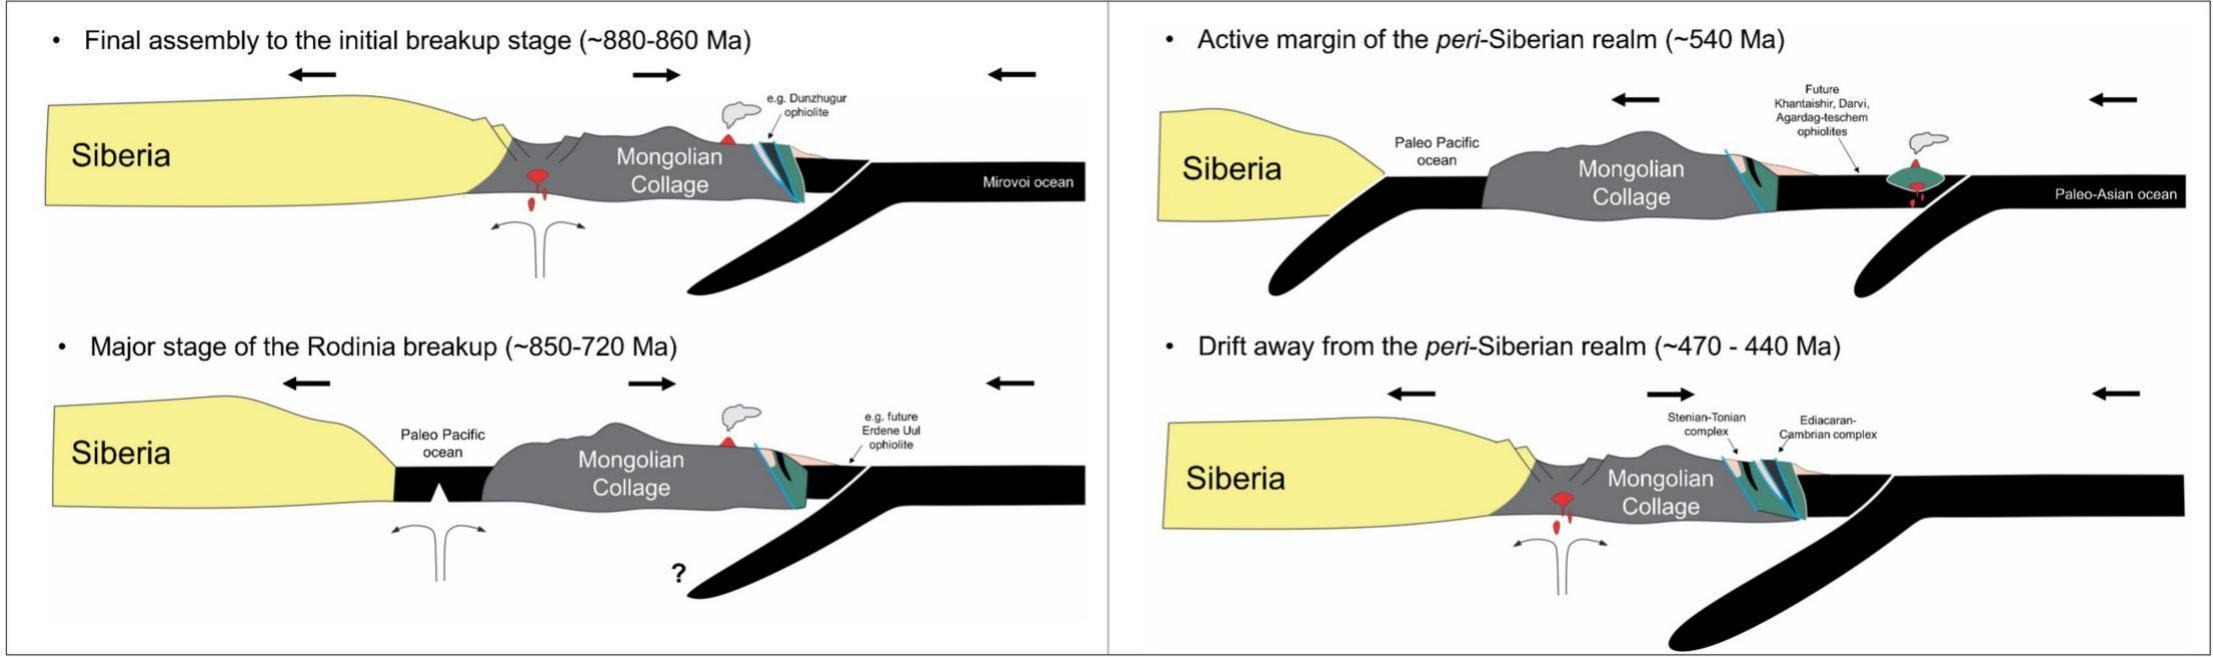 • Final assembly to the initial breakup stage (~880-860 Ma)
e.g. Dunzhugur
ophiolite
Siberia
Mongolian
Collage
Mirovoi ocean
• Major stage of the Rodinia breakup (~850-720 Ma)
e.g. future
Erdene Uul
ophiolite
Paleo Pacific
ocean
Siberia
Mongolian
Collage
?
• Active margin of the peri-Siberian realm (~540 Ma)
Future
Khantaishir, Darvi,
Agardag-teschem
ophiolites
Paleo Pacific
ocean
Siberia
Mongolian
Collage
Paleo-Asian ocean
• Drift away from the peri-Siberian realm (~470 - 440 Ma)
Stenian-Tonian
complex
Ediacaran-
Cambrian complex
Siberia
Mongolian
Collage